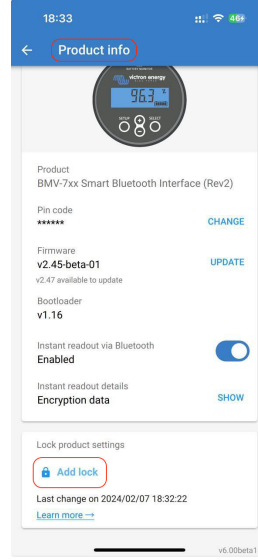 18:33
46
← Product info
victron energy
96.3 %
SETUP SELECT
Product
BMV-7xx Smart Bluetooth Interface (Rev2)
Pin code
****** CHANGE
Firmware
v2.45-beta-01 UPDATE
v2.47 available to update
Bootloader
v1.16
Instant readout via Bluetooth
Enabled
Instant readout details
Encryption data SHOW
Lock product settings
Add lock
Last change on 2024/02/07 18:32:22
Learn more →
v6.00beta1